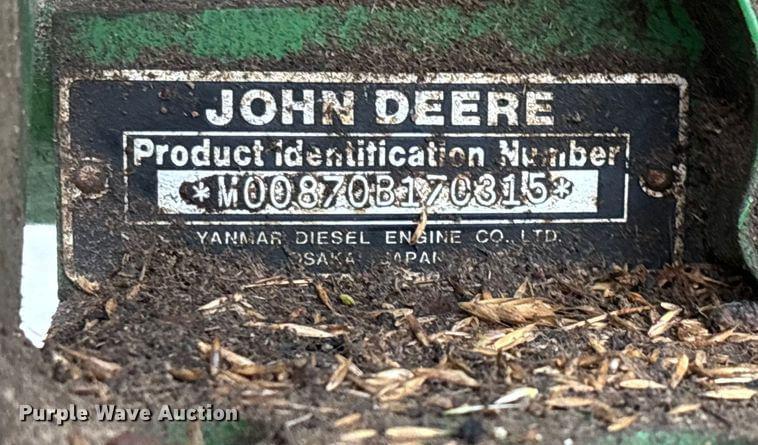 JOHN DEERE
Product Identification Number
*M00870B170315*
YANMAR DIESEL ENGINE CO., LTD.
OSAKA JAPAN
Purple Wave Auction